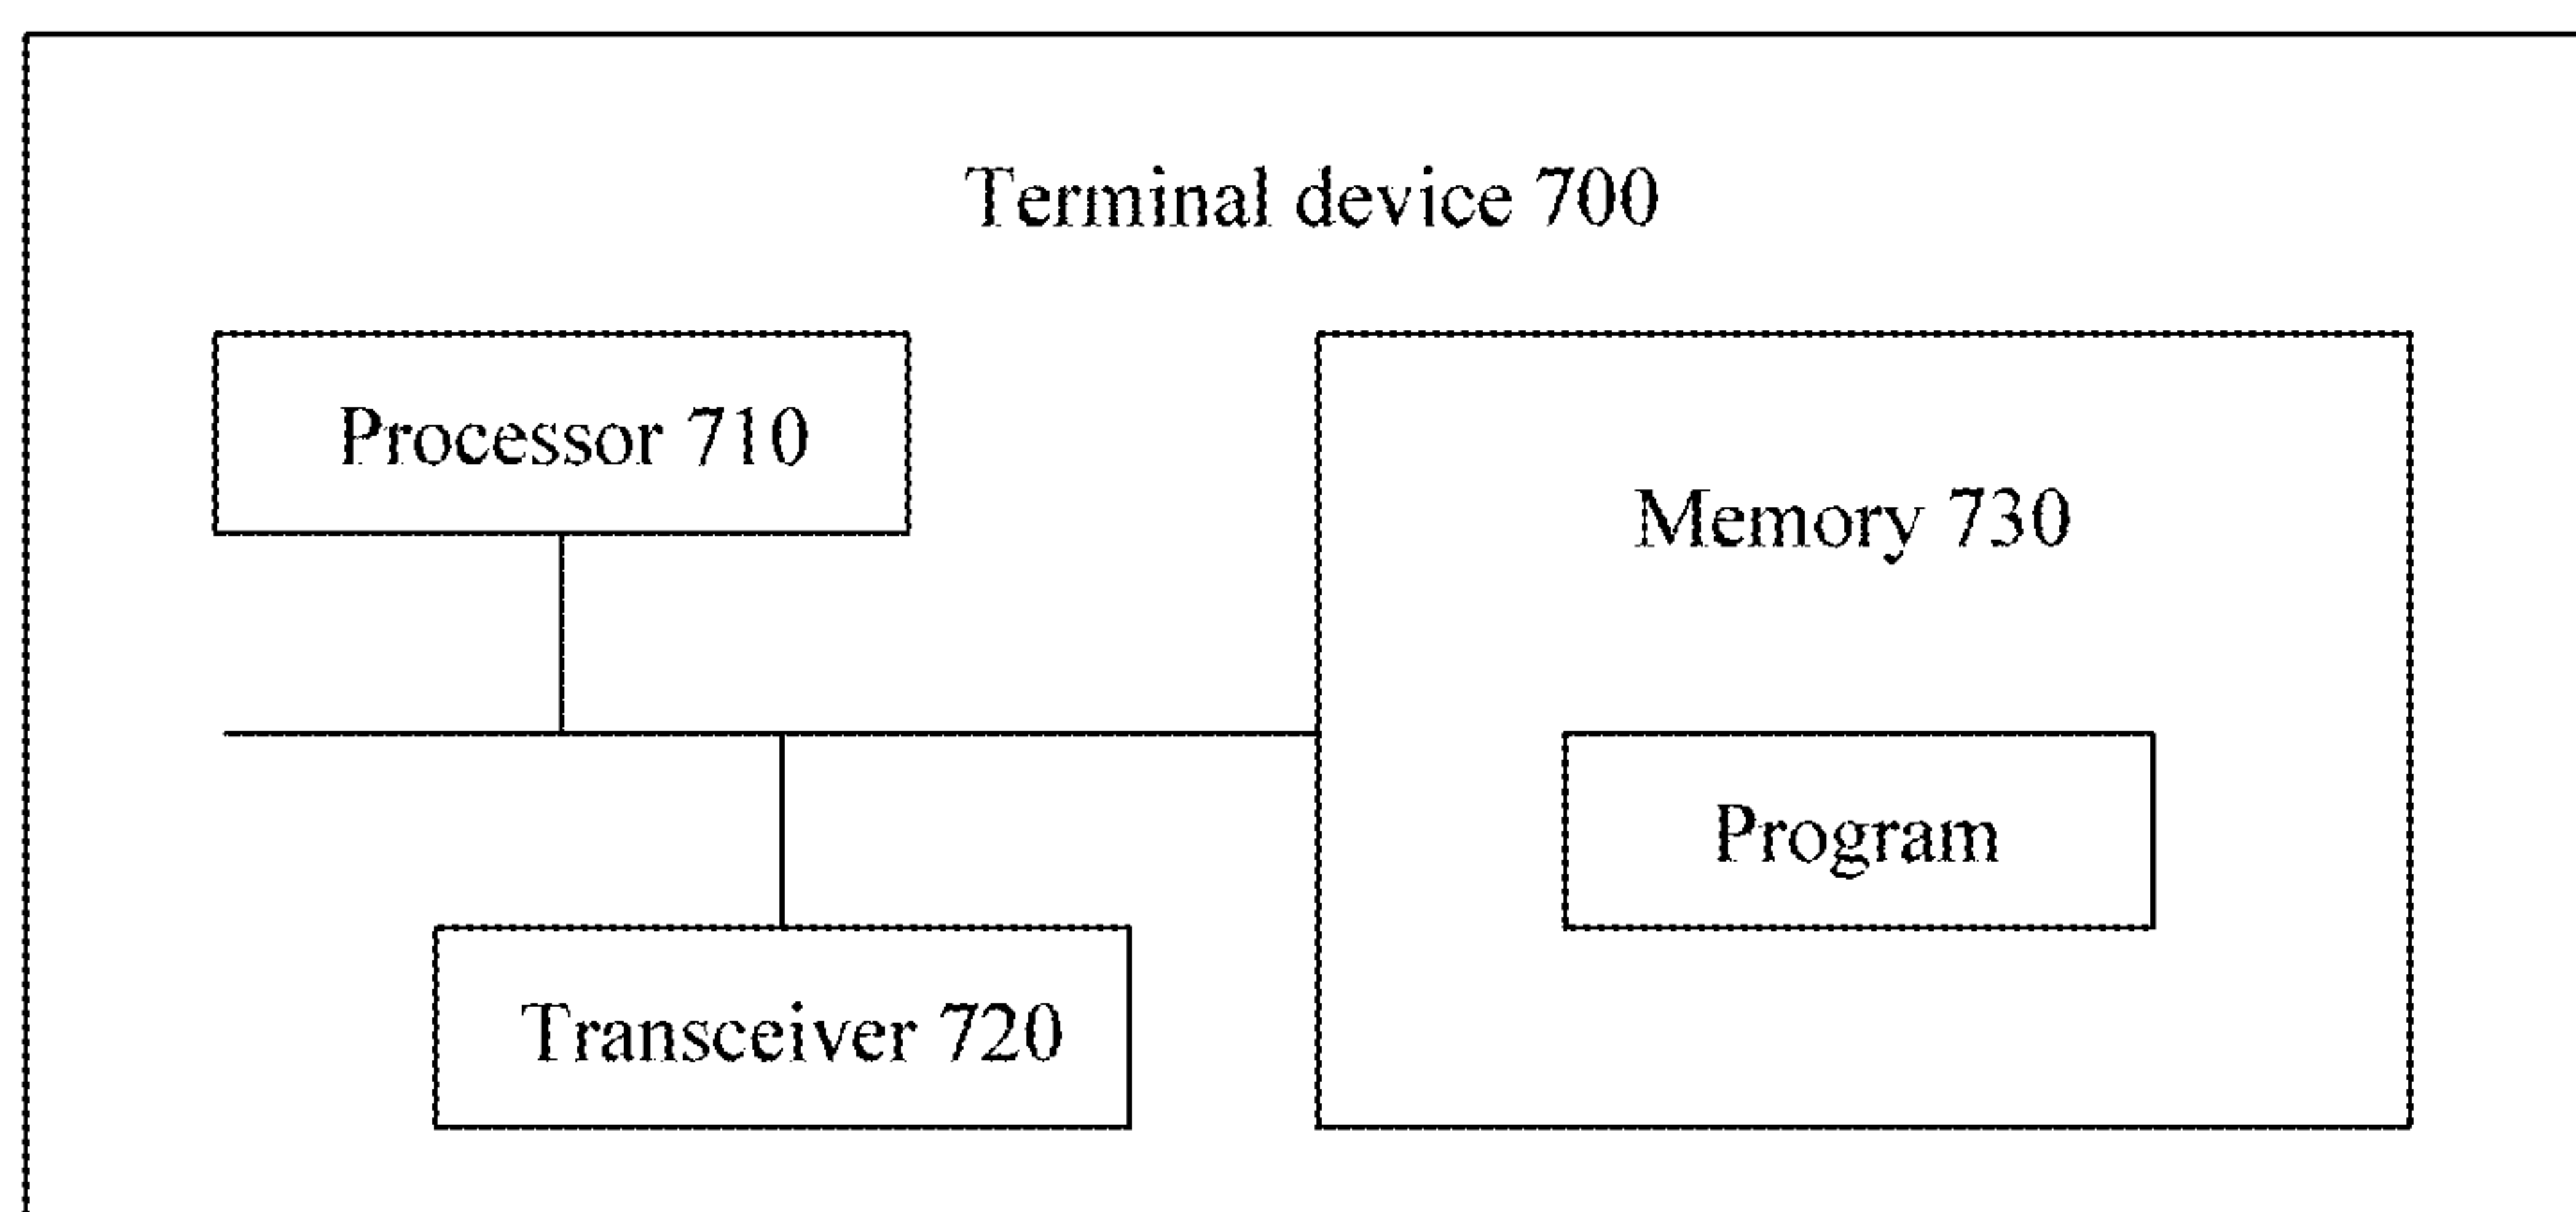 Terminal device 700
Processor 710
Memory 730
Program
Transceiver 720